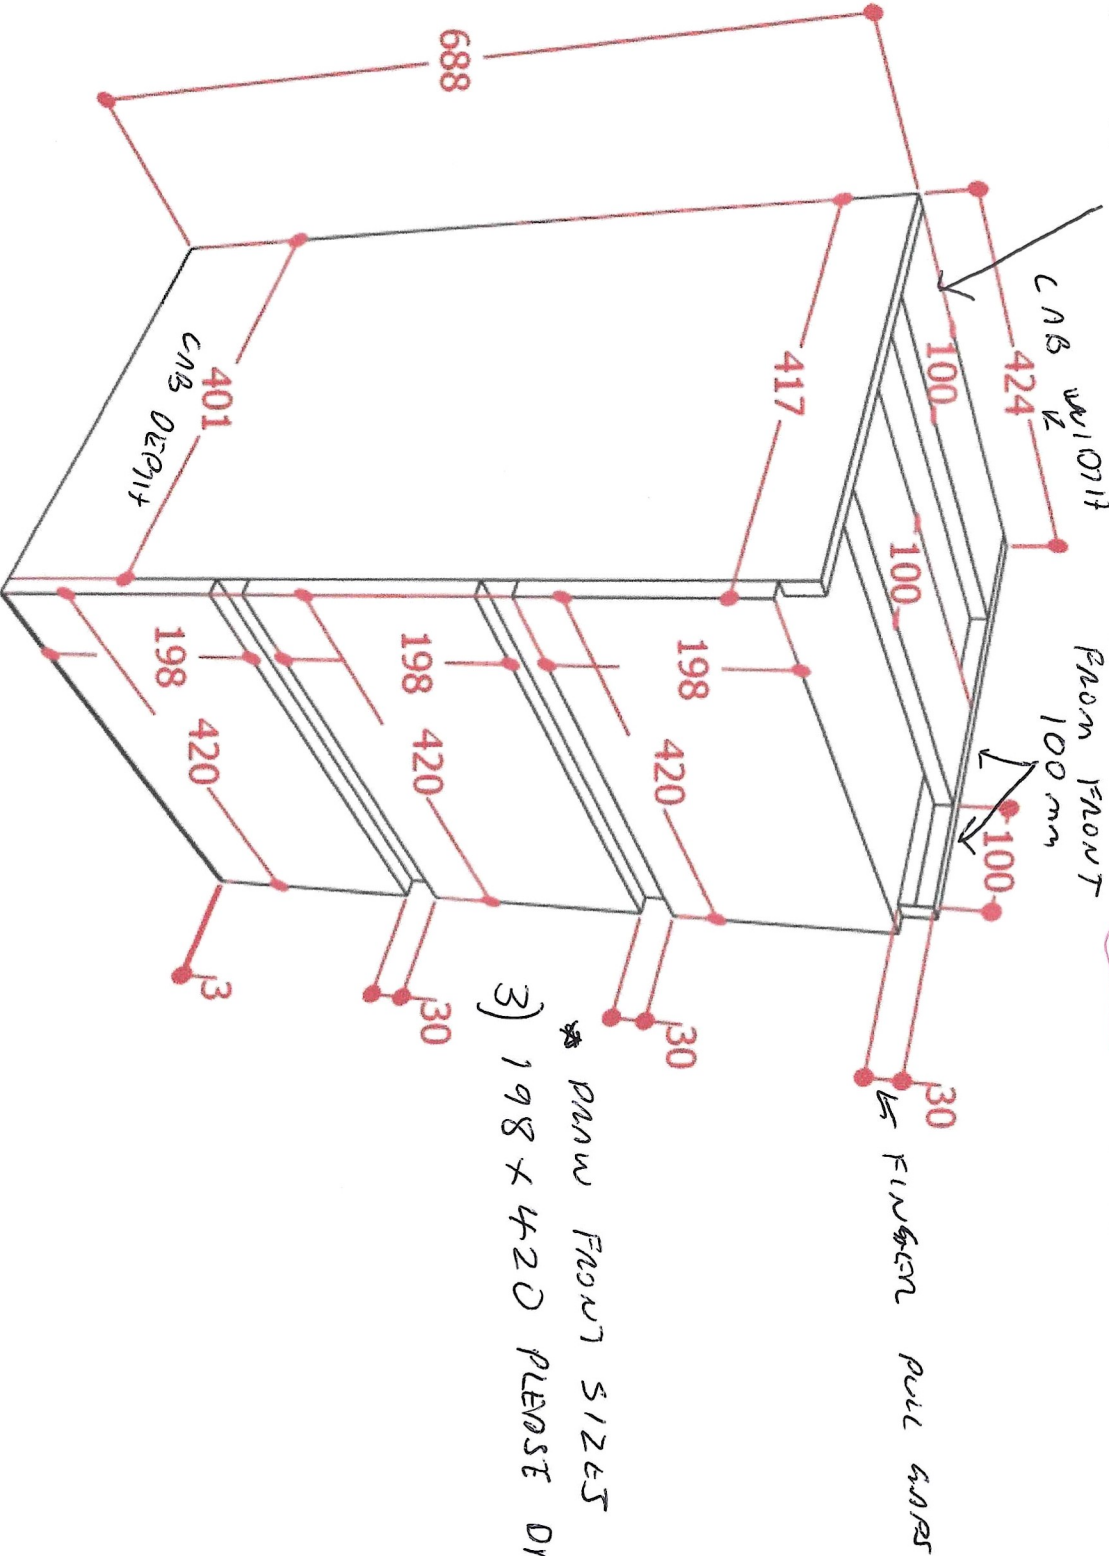 688
424
CAB WIDTH
100
100
417
401
CAB DEPTH
FROM FRONT
100 mm
100
198
420
198
420
198
420
30
← FINGER PULL GAPS
30
30
3
* DRAW FRONT SIZES
3) 198 x 420 PLEASE